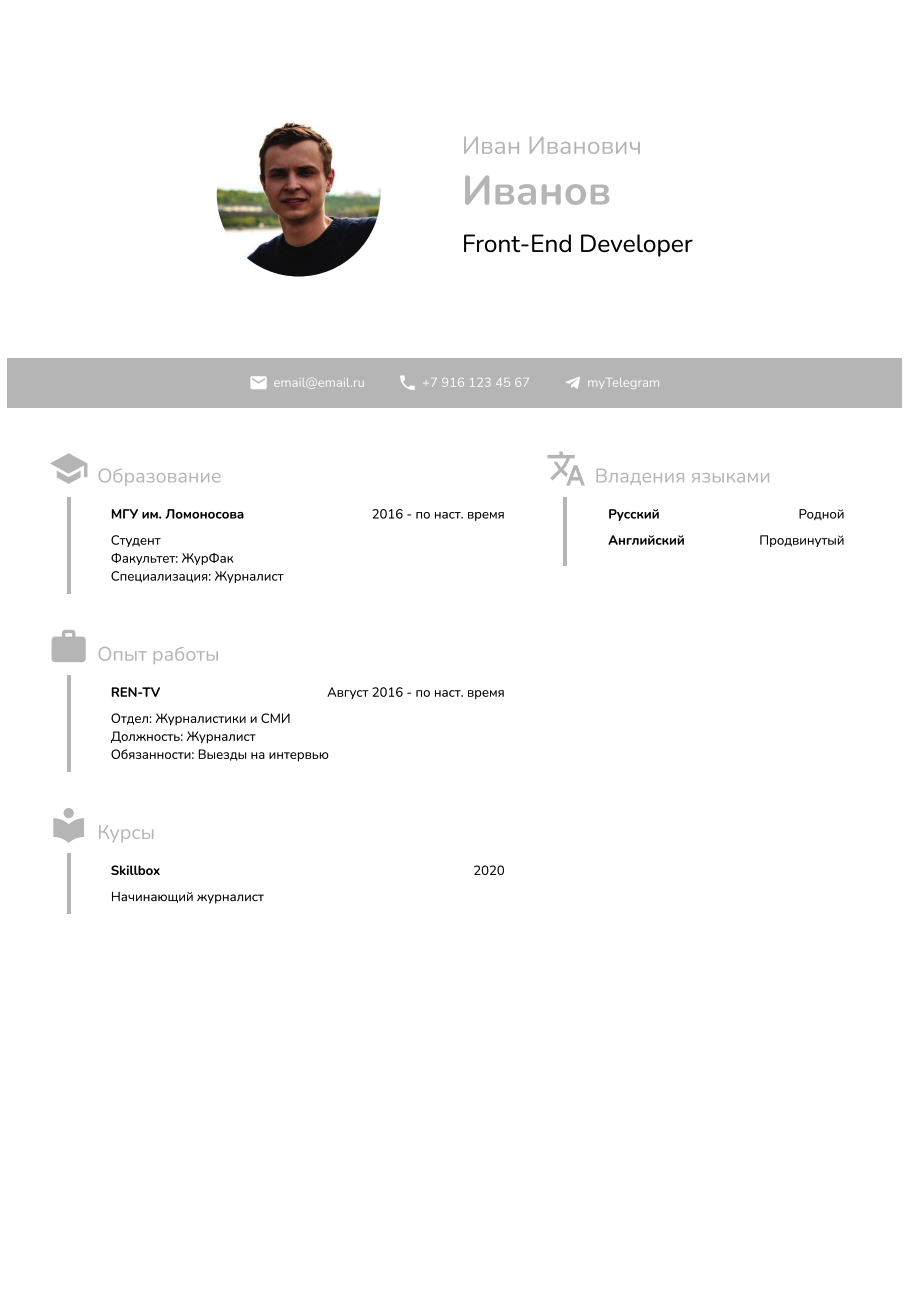 Иван Иванович
Иванов
Front-End Developer
email@email.ru +7 916 123 45 67 myTelegram
Образование
МГУ им. Ломоносова 2016 - по наст. время
Студент
Факультет: ЖурФак
Специализация: Журналист
Опыт работы
REN-TV Август 2016 - по наст. время
Отдел: Журналистики и СМИ
Должность: Журналист
Обязанности: Выезды на интервью
Курсы
Skillbox 2020
Начинающий журналист
Владения языками
Русский Родной
Английский Продвинутый